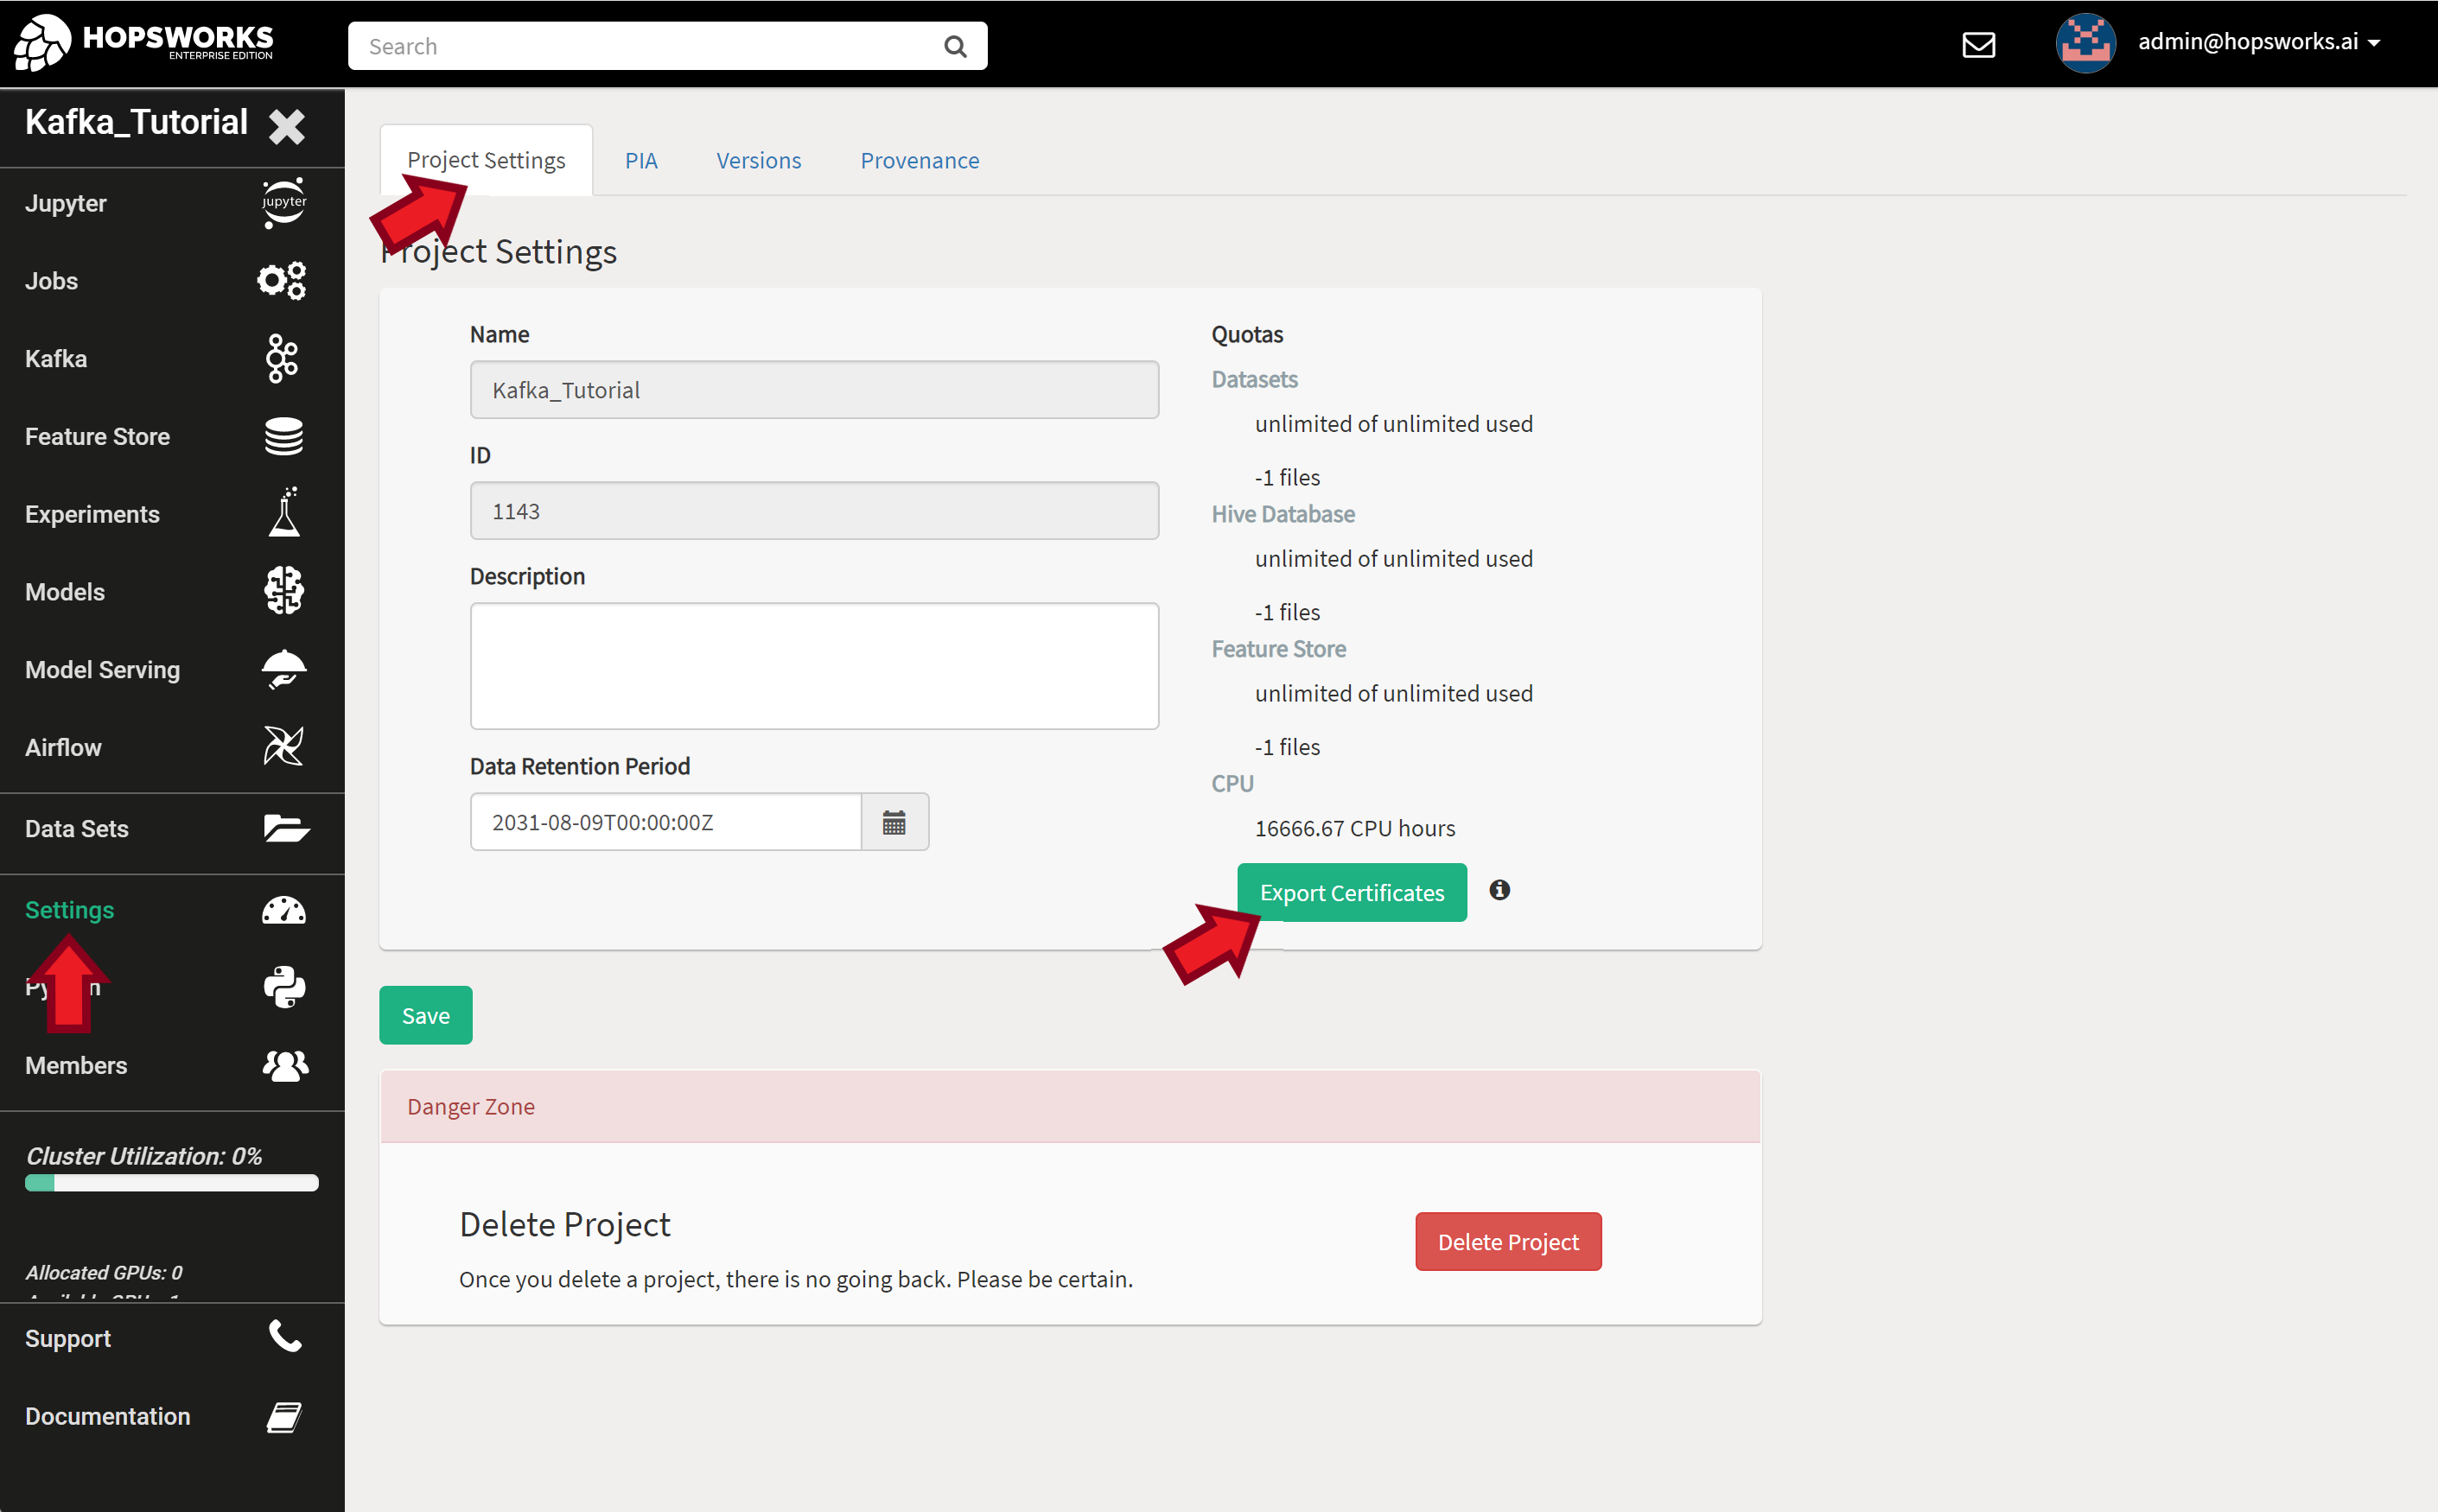 HOPSWORKS
ENTERPRISE EDITION
Search
admin@hopsworks.ai
Kafka_Tutorial
Jupyter
jupyter
Jobs
Kafka
Feature Store
Experiments
Models
Model Serving
Airflow
Data Sets
Settings
Members
Cluster Utilization: 0%
Allocated GPUs: 0
Support
Documentation
Project Settings
PIA
Versions
Provenance
Project Settings
Name
Kafka_Tutorial
ID
1143
Description
Data Retention Period
2031-08-09T00:00:00Z
Quotas
Datasets
unlimited of unlimited used
-1 files
Hive Database
unlimited of unlimited used
-1 files
Feature Store
unlimited of unlimited used
-1 files
CPU
16666.67 CPU hours
Export Certificates
Save
Danger Zone
Delete Project
Once you delete a project, there is no going back. Please be certain.
Delete Project